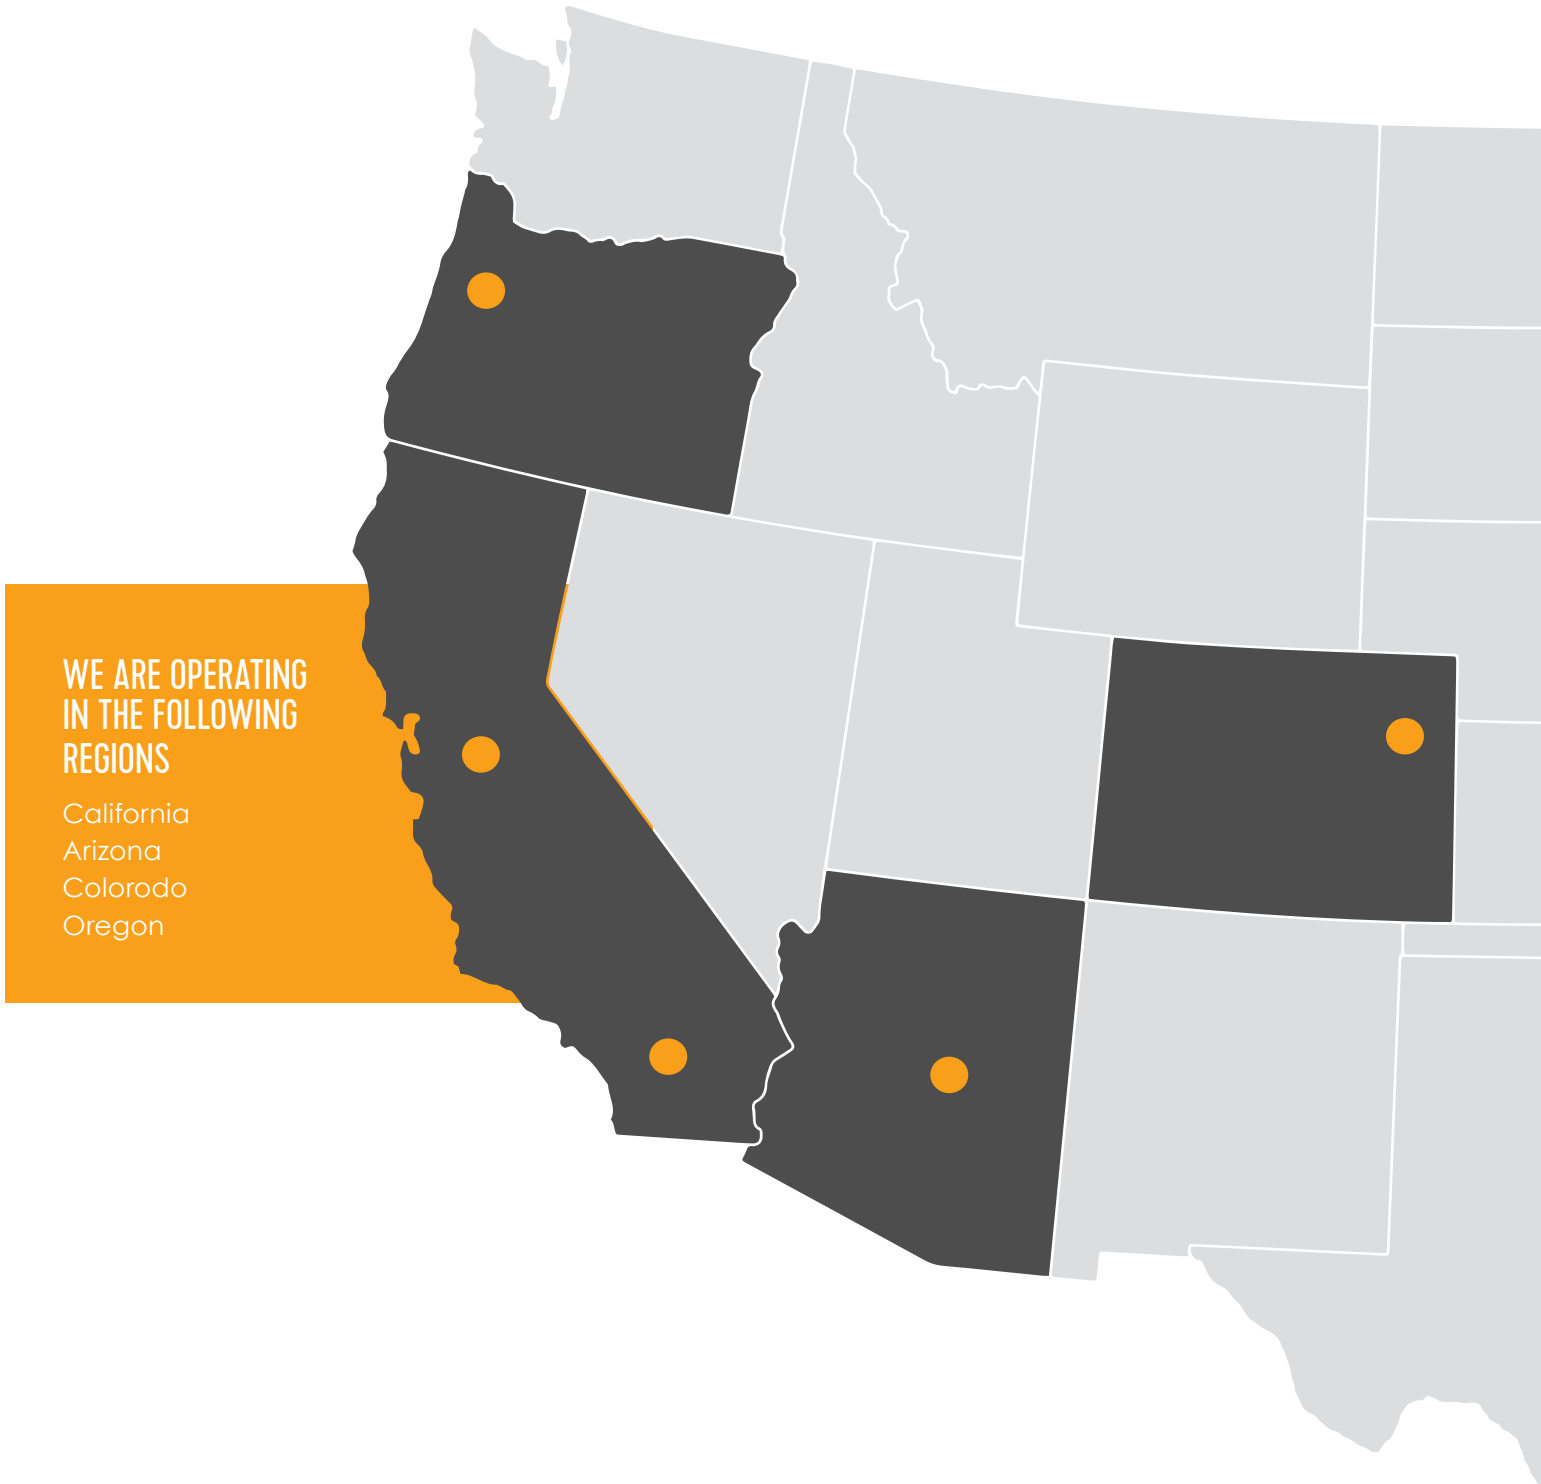 WE ARE OPERATING
IN THE FOLLOWING
REGIONS
California
Arizona
Colorodo
Oregon